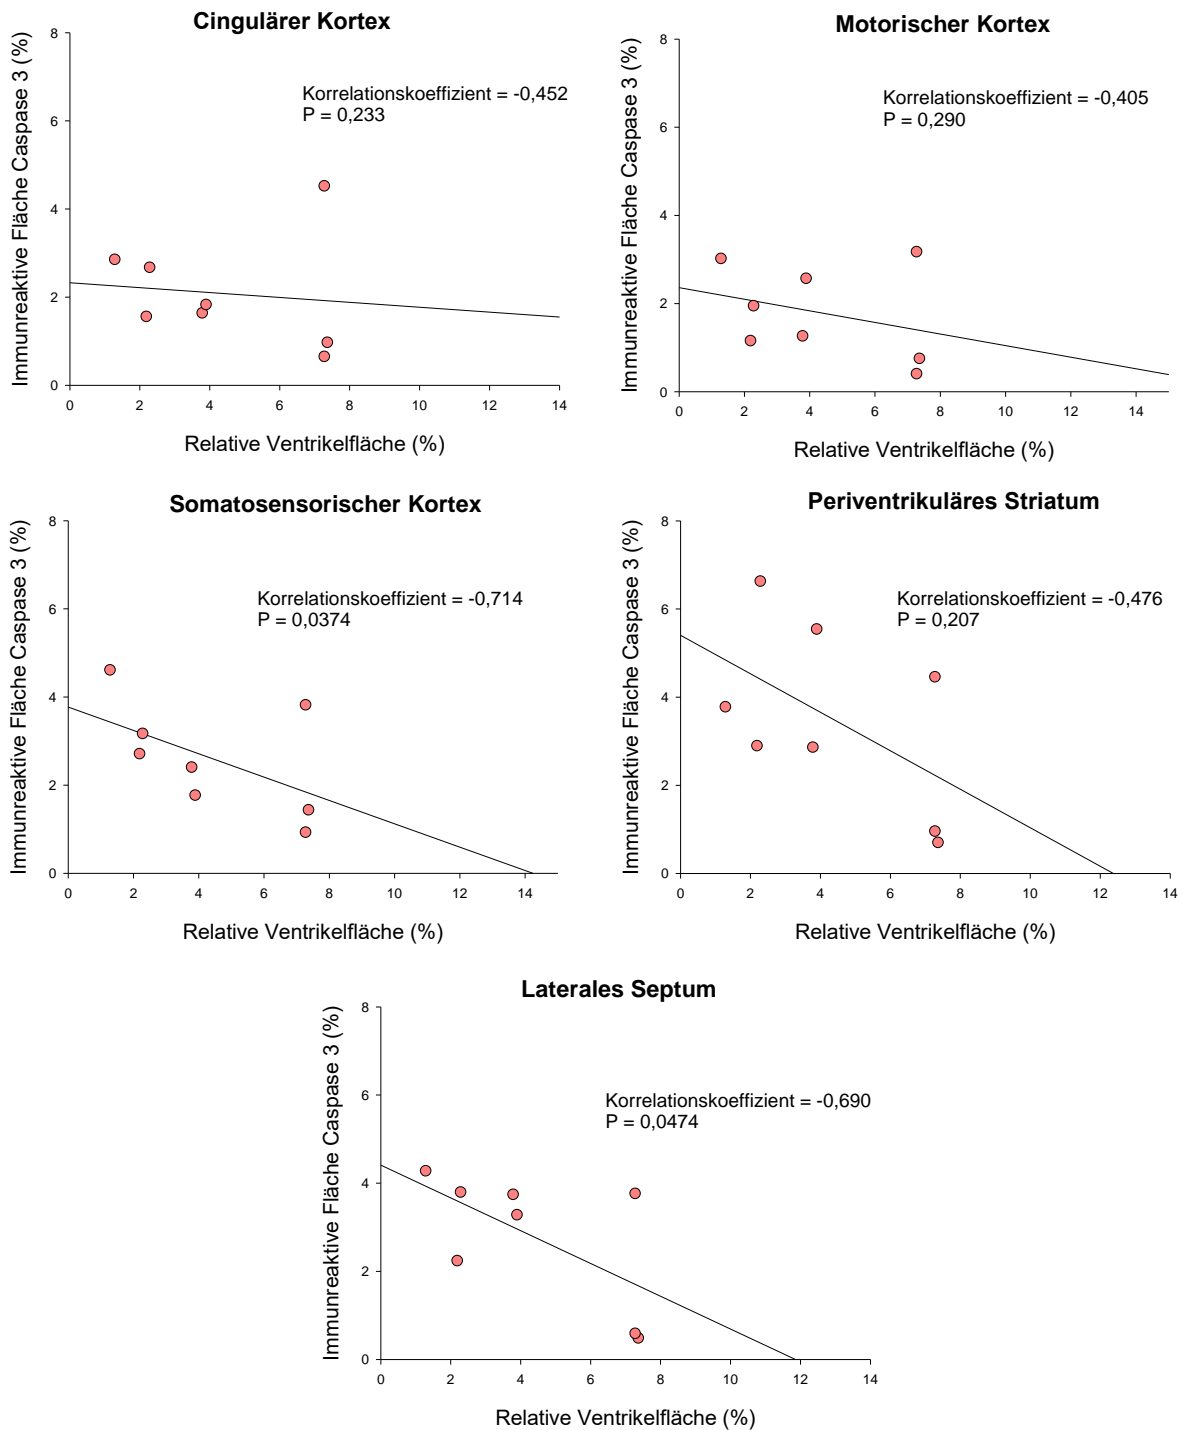 Cingulärer Kortex
Immunreaktive Fläche Caspase 3 (%)
8
6
4
2
0
Korrelationskoeffizient = -0,452
P = 0,233
0 2 4 6 8 10 12 14
Relative Ventrikelfläche (%)
Motorischer Kortex
Immunreaktive Fläche Caspase 3 (%)
8
6
4
2
0
Korrelationskoeffizient = -0,405
P = 0,290
0 2 4 6 8 10 12 14
Relative Ventrikelfläche (%)
Somatosensorischer Kortex
Immunreaktive Fläche Caspase 3 (%)
8
6
4
2
0
Korrelationskoeffizient = -0,714
P = 0,0374
0 2 4 6 8 10 12 14
Relative Ventrikelfläche (%)
Periventrikuläres Striatum
Immunreaktive Fläche Caspase 3 (%)
8
6
4
2
0
Korrelationskoeffizient = -0,476
P = 0,207
0 2 4 6 8 10 12 14
Relative Ventrikelfläche (%)
Laterales Septum
Immunreaktive Fläche Caspase 3 (%)
8
6
4
2
0
Korrelationskoeffizient = -0,690
P = 0,0474
0 2 4 6 8 10 12 14
Relative Ventrikelfläche (%)